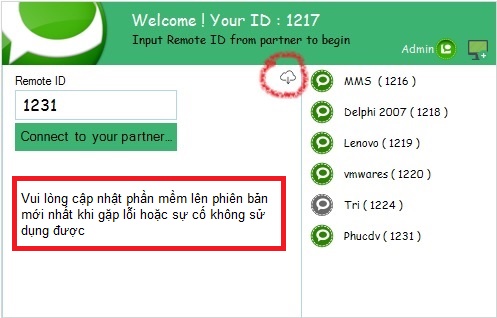 Welcome ! Your ID : 1217
Input Remote ID from partner to begin
Admin
Remote ID
1231
Connect to your partner...
Vui lòng cập nhật phần mềm lên phiên bản
mới nhất khi gặp lỗi hoặc sự cố không sử
dụng được
MMS ( 1216 )
Delphi 2007 ( 1218 )
Lenovo ( 1219 )
vmwares ( 1220 )
Tri ( 1224 )
Phucdv ( 1231 )